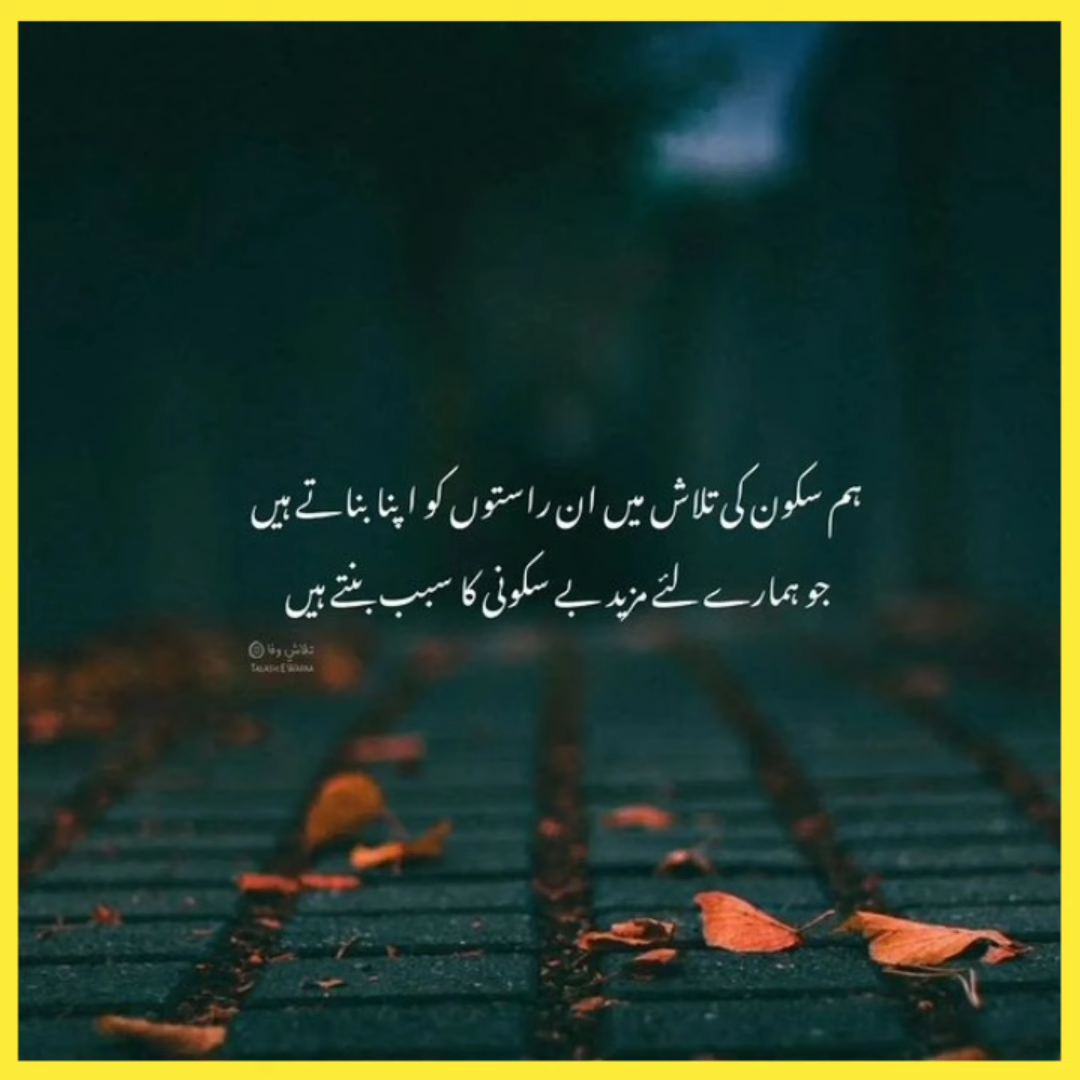 ہم سکون کی تلاش میں ان راستوں کو اپنا بناتے ہیں
جو ہمارے لئے مزید بے سکونی کا سبب بنتے ہیں
تلاشِ وفا
TALASH.E.WAFAA